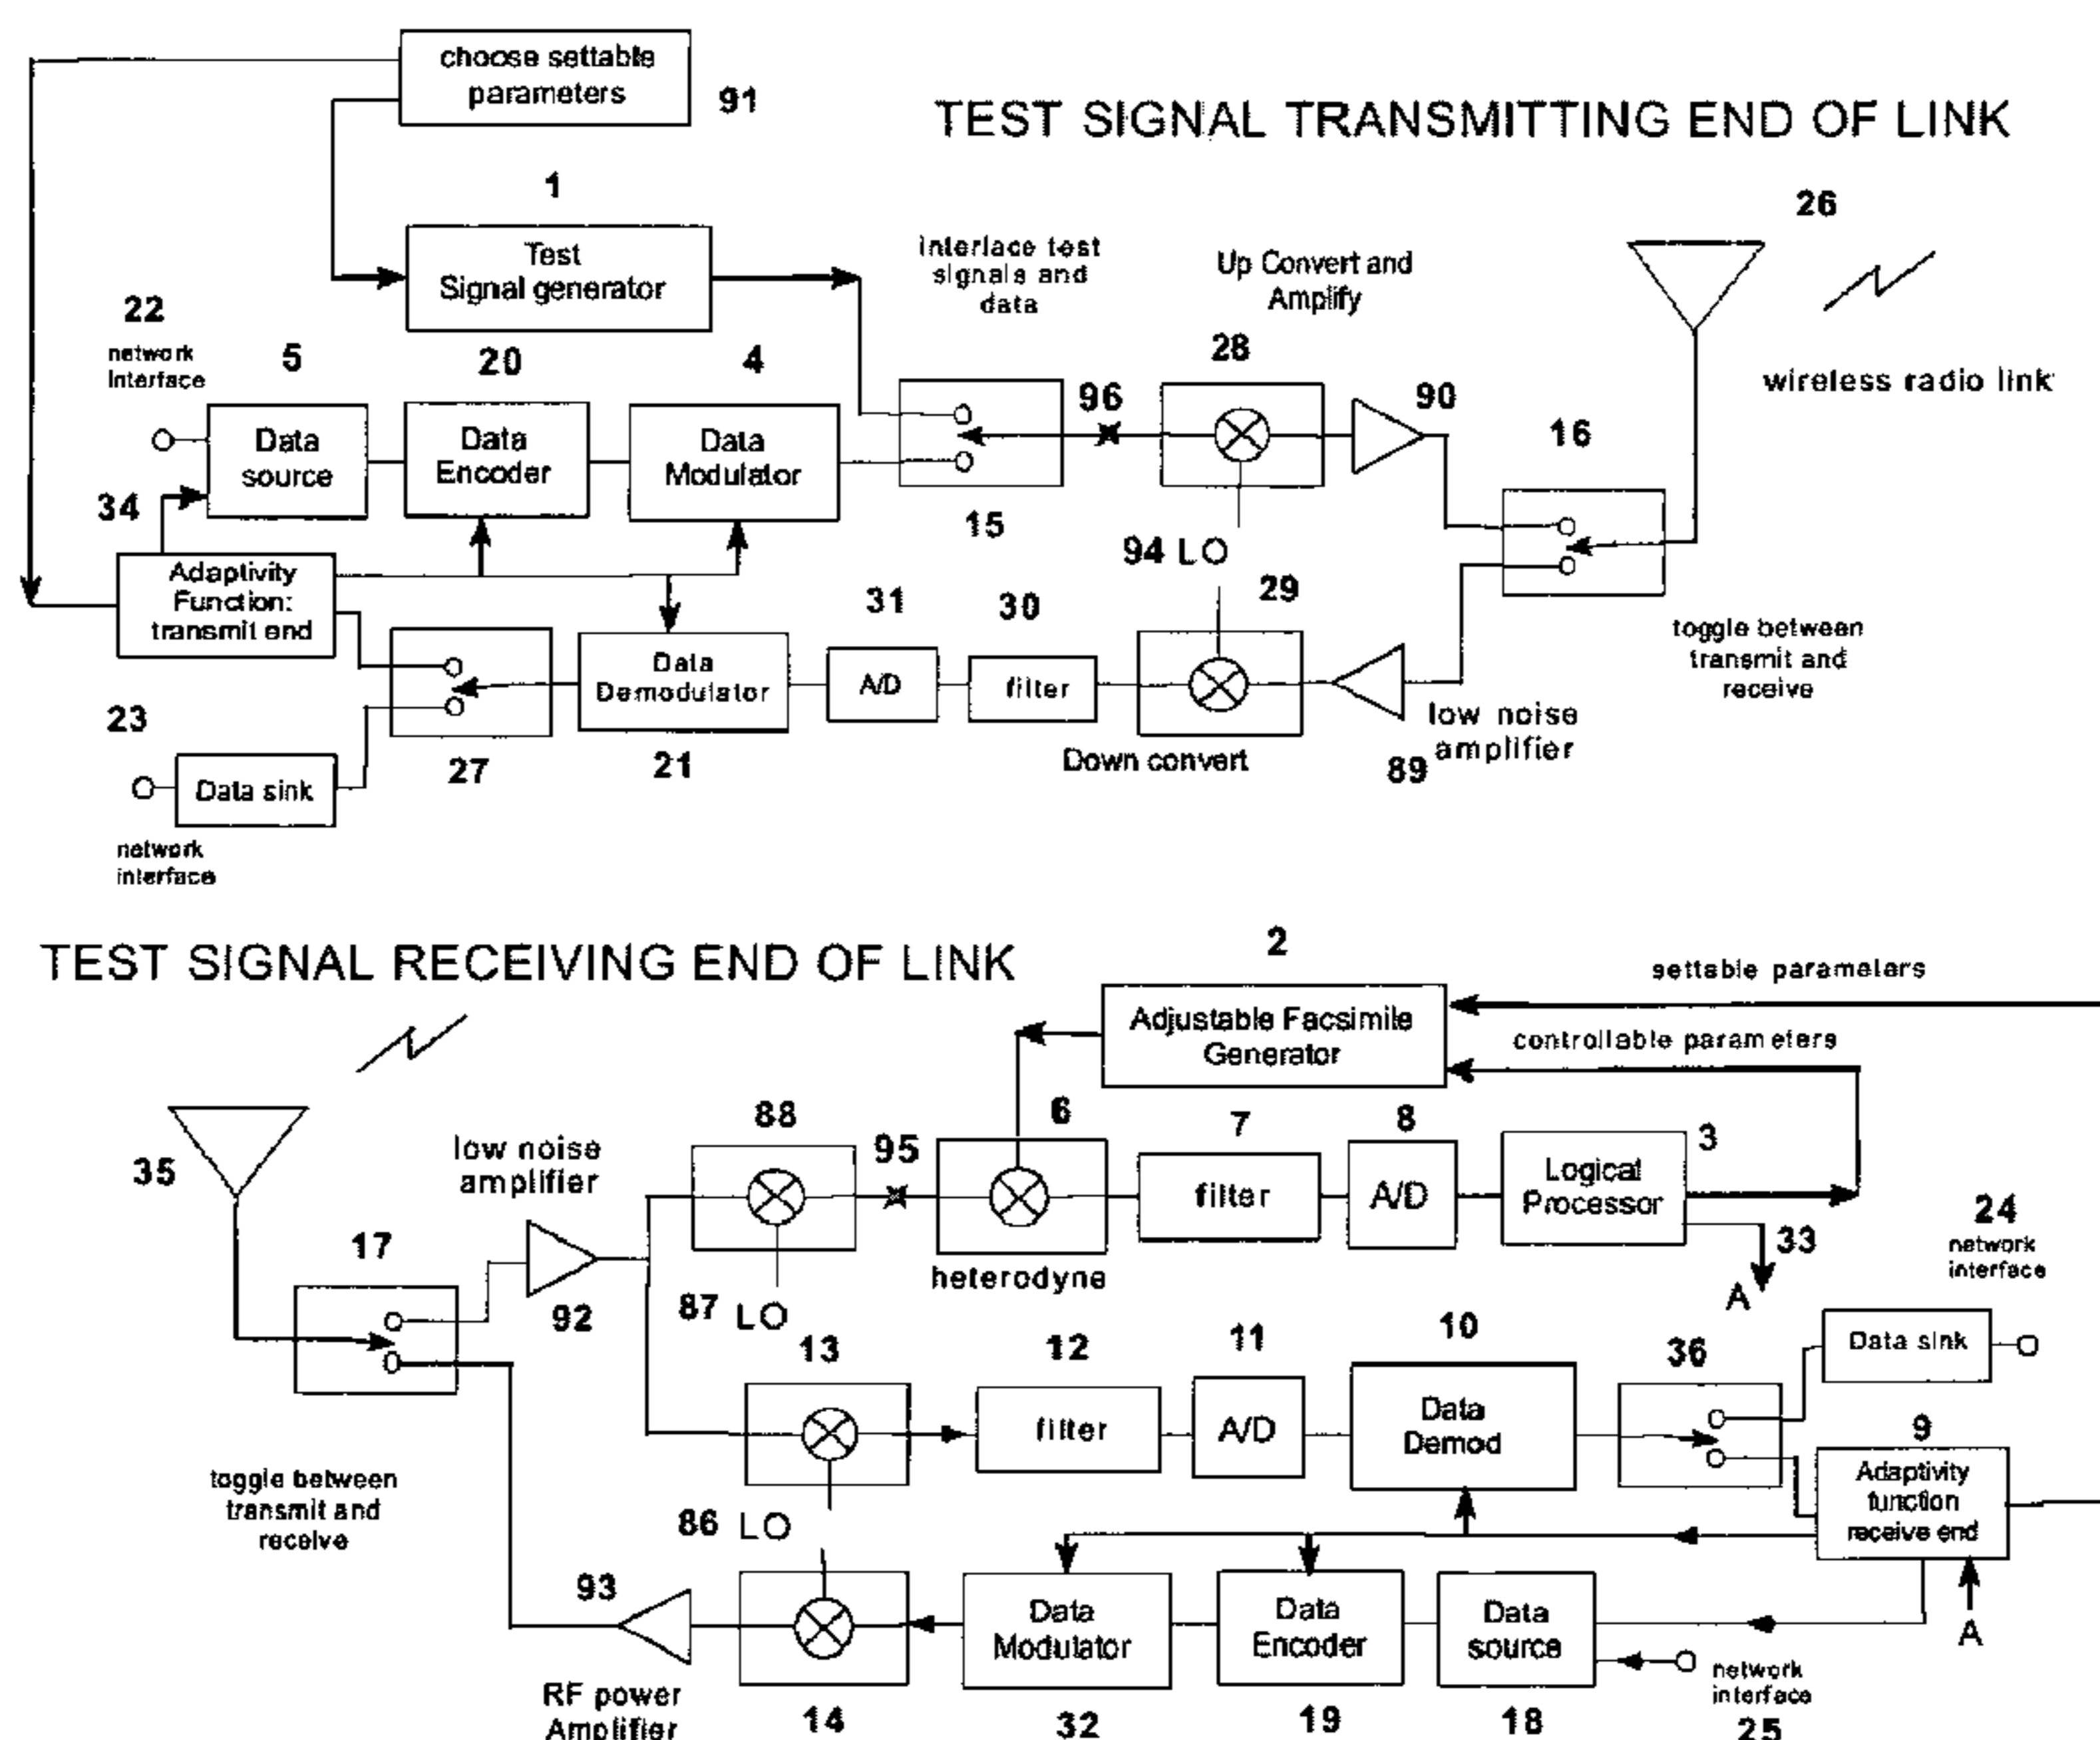 choose settable
parameters
91
TEST SIGNAL TRANSMITTING END OF LINK
1
26
Test
Signal generator
interlace test
signals and
data
Up Convert and
Amplify
22
network
interface
5
20
4
28
wireless radio link
96
90
16
Data
source
Data
Encoder
Data
Modulator
34
15
94 LO
Adaptivity
Function:
transmit end
31
30
29
toggle between
transmit and
receive
Data
Demodulator
A/D
filter
23
low noise
amplifier
27
21
Down convert
89
Data sink
network
interface
2
TEST SIGNAL RECEIVING END OF LINK
settable parameters
Adjustable Facsimile
Generator
controllable parameters
88
6
7
8
3
35
low noise
amplifier
95
filter
A/D
Logical
Processor
24
network
interface
17
33
heterodyne
A
92
87 LO
13
12
11
10
36
Data sink
9
filter
A/D
Data
Demod
Adaptivity
function
receive end
toggle between
transmit and
receive
86 LO
93
Data
Modulator
Data
Encoder
Data
source
A
network
interface
25
RF power
Amplifier
14
32
19
18